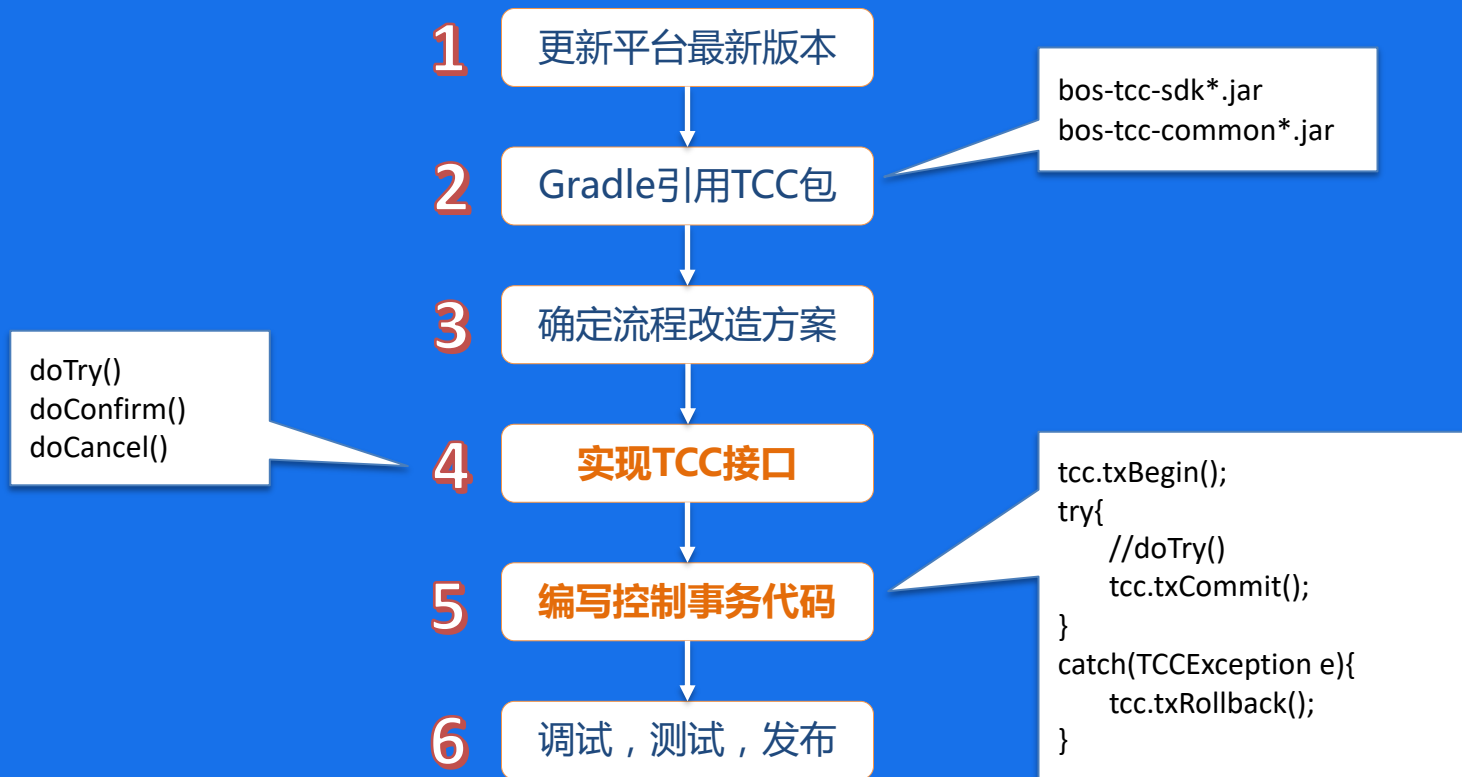 1
更新平台最新版本
bos-tcc-sdk*.jar
bos-tcc-common*.jar
2
Gradle引用TCC包
3
确定流程改造方案
doTry()
doConfirm()
doCancel()
4
实现TCC接口
5
编写控制事务代码
tcc.txBegin();
try{
//doTry()
tcc.txCommit();
}
catch(TCCException e){
tcc.txRollback();
}
6
调试，测试，发布